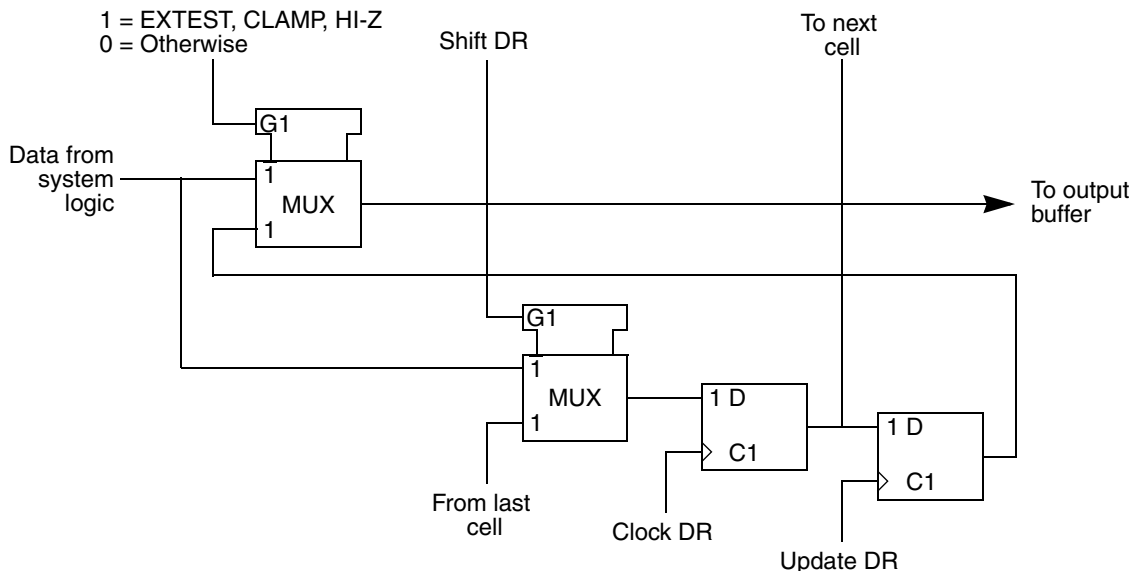 1 = EXTEST, CLAMP, HI-Z
0 = Otherwise
Shift DR
To next
cell
G1
Data from
system
logic
1
MUX
1
To output
buffer
G1
1
MUX
1
1 D
C1
1 D
C1
From last
cell
Clock DR
Update DR